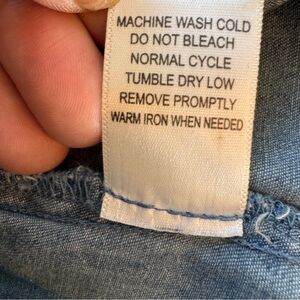 MACHINE WASH COLD
DO NOT BLEACH
NORMAL CYCLE
TUMBLE DRY LOW
REMOVE PROMPTLY
WARM IRON WHEN NEEDED